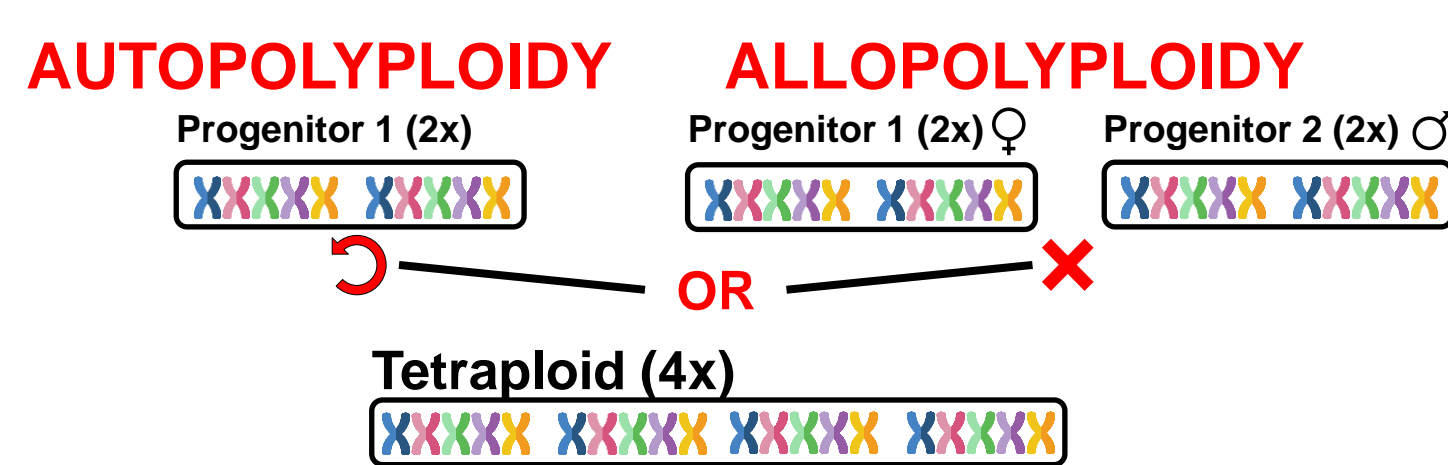 AUTOPOLYPLOIDY ALLOPOLYPLOIDY
Progenitor 1 (2x) Progenitor 1 (2x) ♀ Progenitor 2 (2x) ♂
OR
Tetraploid (4x)